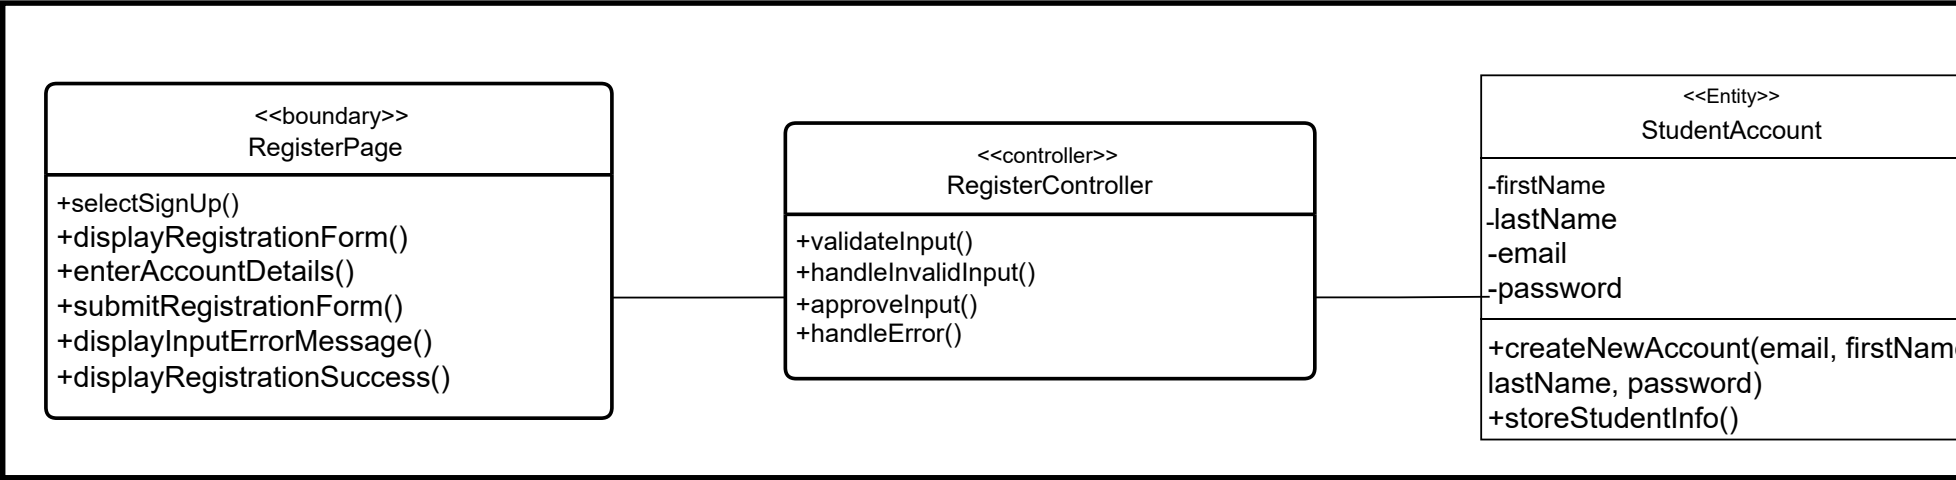 <<boundary>>
RegisterPage
+selectSignUp()
+displayRegistrationForm()
+enterAccountDetails()
+submitRegistrationForm()
+displayInputErrorMessage()
+displayRegistrationSuccess()
<<controller>>
RegisterController
+validateInput()
+handleInvalidInput()
+approveInput()
+handleError()
<<Entity>>
StudentAccount
-firstName
-lastName
-email
-password
+createNewAccount(email, firstNam
lastName, password)
+storeStudentInfo()